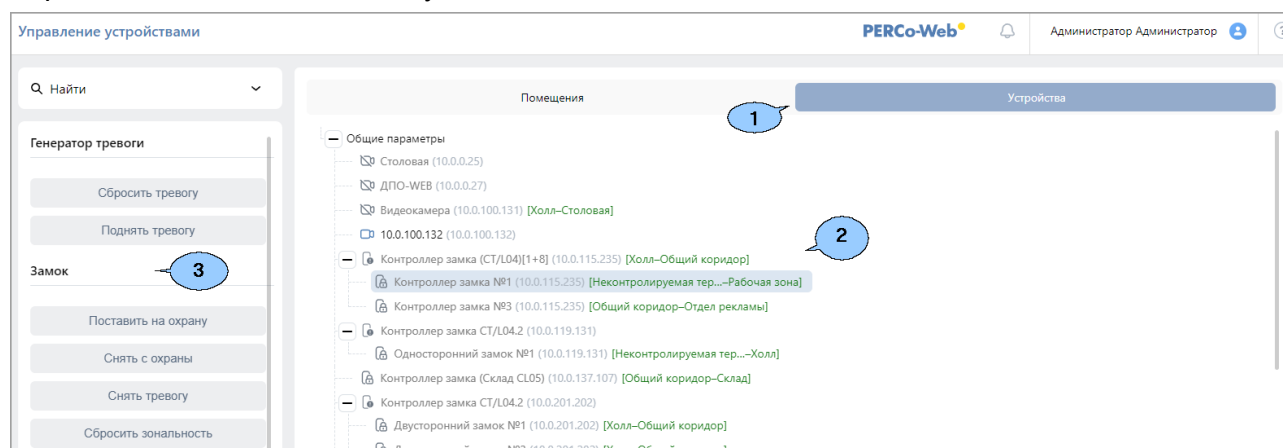 Управление устройствами
PERCo-Web
Администратор Администратор
?
Найти
Помещения
Устройства
1
Генератор тревоги
Сбросить тревогу
Поднять тревогу
Замок
3
Поставить на охрану
Снять с охраны
Снять тревогу
Сбросить зональность
Общие параметры
Столовая (10.0.0.25)
ДПО-WEB (10.0.0.27)
Видеокамера (10.0.100.131) [Холл–Столовая]
10.0.100.132 (10.0.100.132)
2
Контроллер замка (CT/L04)[1+8] (10.0.115.235) [Холл–Общий коридор]
Контроллер замка №1 (10.0.115.235) [Неконтролируемая тер...–Рабочая зона]
Контроллер замка №3 (10.0.115.235) [Общий коридор–Отдел рекламы]
Контроллер замка CT/L04.2 (10.0.119.131)
Односторонний замок №1 (10.0.119.131) [Неконтролируемая тер...–Холл]
Контроллер замка (Склад CL05) (10.0.137.107) [Общий коридор–Склад]
Контроллер замка CT/L04.2 (10.0.201.202)
Двусторонний замок №1 (10.0.201.202) [Холл–Общий коридор]